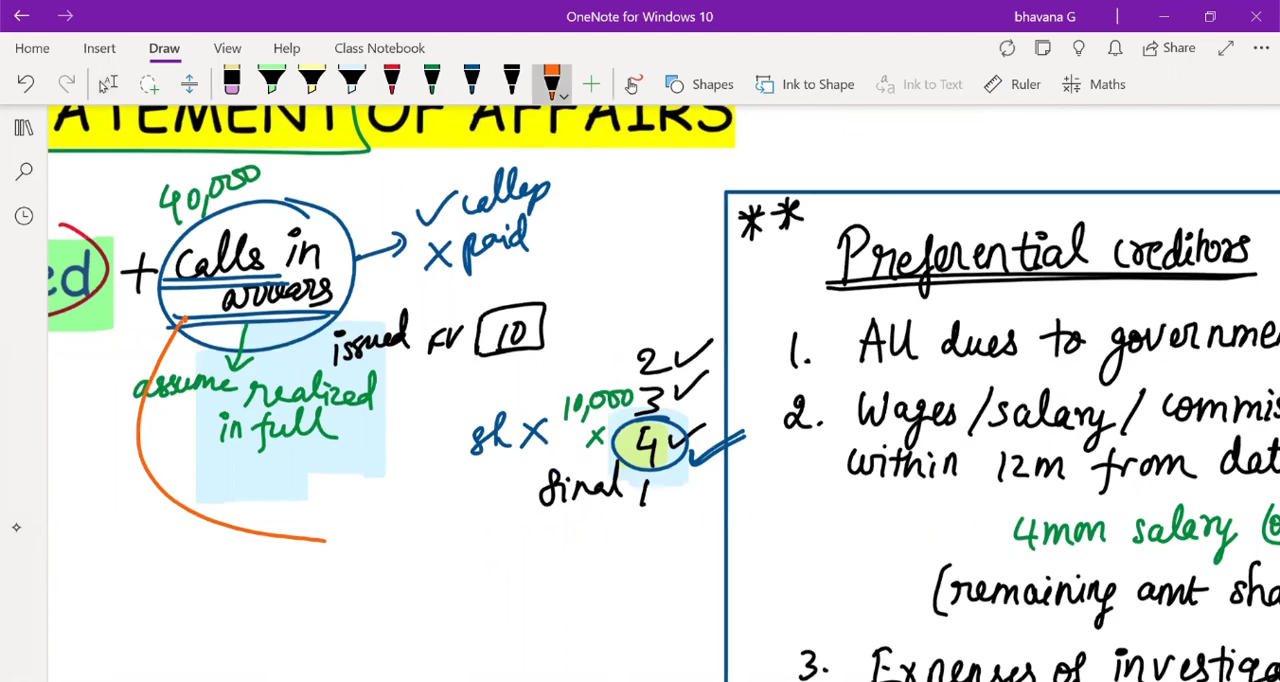 OneNote for Windows 10
bhavana G
Home Insert Draw View Help Class Notebook
Share
Shapes
Ink to Shape
Ink to Text
Ruler
Maths
ATEMENT OF AFFAIRS
40,000
ed + calls in
arrears
✓ called
× paid
assume realized
in full
issued FV 10
2 ✓
3 ✓
10,000
sh × × 4 ✓
final 1
**
Preferential creditors
1. All dues to governme
2. Wages/salary/commis
within 12m from dat
4mon salary
(remaining amt sha
3. Expenses of investiga